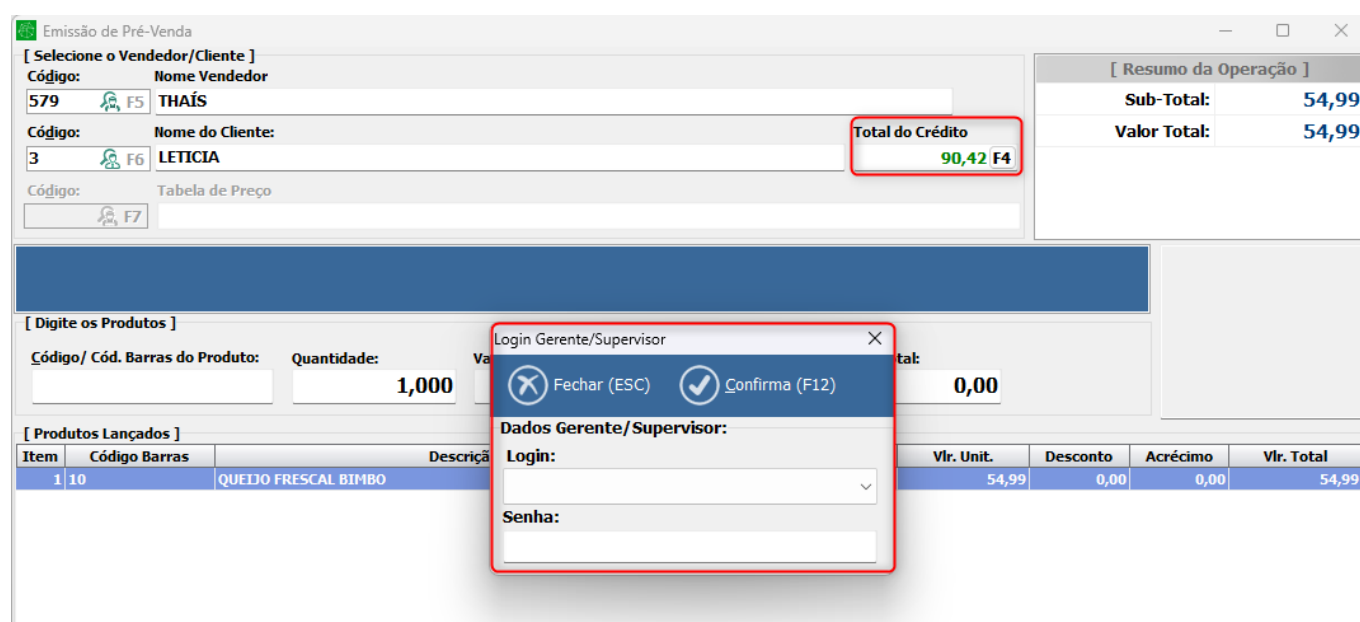 Emissão de Pré-Venda
[ Selecione o Vendedor/Cliente ]
Código: Nome Vendedor
579 F5 THAÍS
Código: Nome do Cliente: Total do Crédito
3 F6 LETICIA 90,42 F4
Código: Tabela de Preço
F7
[ Resumo da Operação ]
Sub-Total: 54,99
Valor Total: 54,99
[ Digite os Produtos ]
Código/ Cód. Barras do Produto: Quantidade: Va tal:
1,000 0,00
Login Gerente/Supervisor
Fechar (ESC) Confirma (F12)
Dados Gerente/Supervisor:
Login:
Senha:
[ Produtos Lançados ]
Item Código Barras Descriçã Vlr. Unit. Desconto Acrécimo Vlr. Total
1 10 QUEIJO FRESCAL BIMBO 54,99 0,00 0,00 54,99